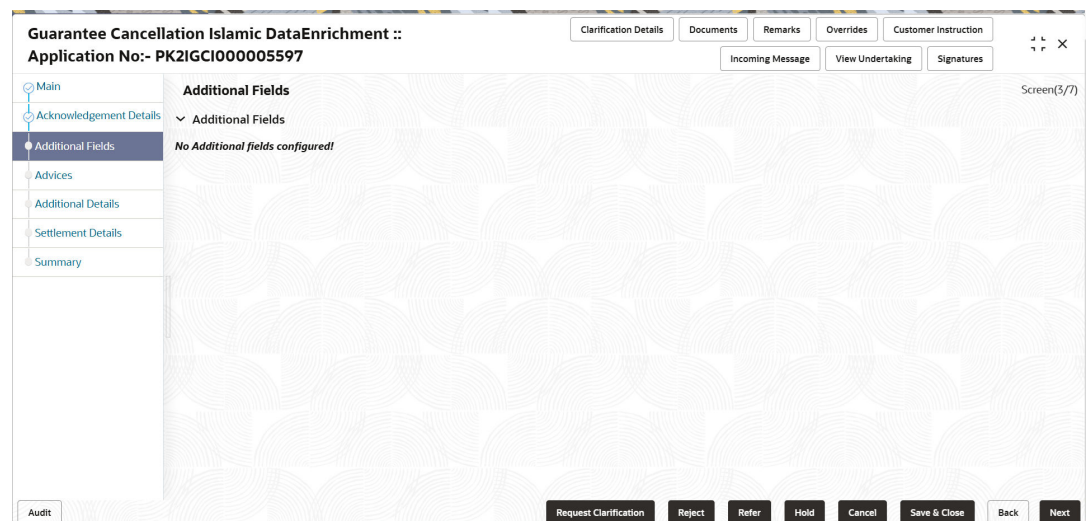 Guarantee Cancellation Islamic DataEnrichment ::
Application No:- PK2IGCI000005597
Clarification Details
Documents
Remarks
Overrides
Customer Instruction
Incoming Message
View Undertaking
Signatures
Main
Acknowledgement Details
Additional Fields
Advices
Additional Details
Settlement Details
Summary
Additional Fields
Screen(3/7)
Additional Fields
No Additional fields configured!
Audit
Request Clarification
Reject
Refer
Hold
Cancel
Save & Close
Back
Next